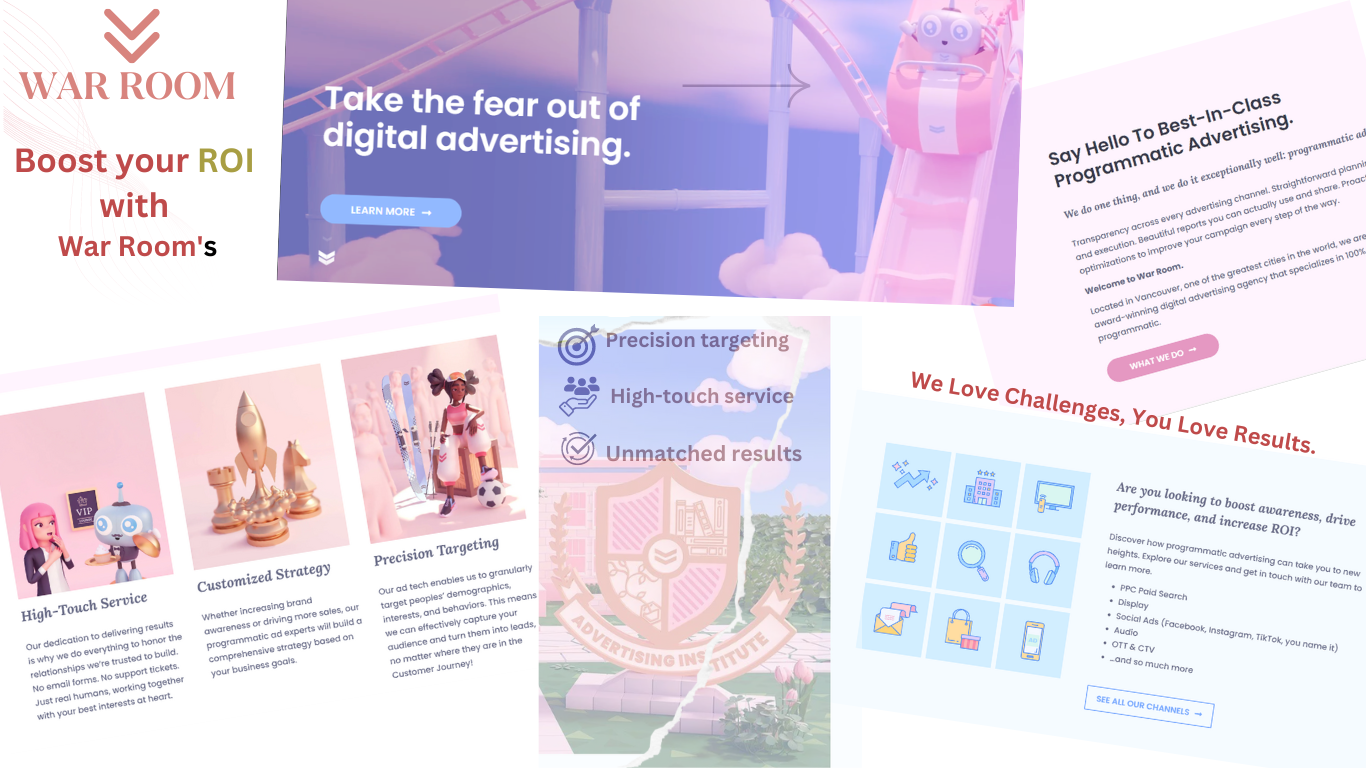 WAR ROOM
Boost your ROI
with
War Room's
Take the fear out of
digital advertising.
LEARN MORE →
Say Hello To Best-In-Class
Programmatic Advertising.
We do one thing, and we do it exceptionally well: programmatic
Transparency across every advertising channel. Straightforward
and execution. Beautiful reports you can actually use and share.
optimizations to improve your campaign every step of the way.
Welcome to War Room.
Located in Vancouver, one of the greatest cities in the world, we are
award-winning digital advertising agency that specializes in 100%
programmatic.
WHAT WE DO →
VIP
High-Touch Service
Our dedication to delivering results
is why we do everything to honor the
relationships we're trusted to build.
No email forms. No support tickets.
Just real humans, working together
with your best interests at heart.
Customized Strategy
Whether increasing brand
awareness or driving more sales, our
programmatic ad experts will build a
comprehensive strategy based on
your business goals.
Precision Targeting
Our ad tech enables us to granularly
target peoples' demographics,
interests, and behaviors. This means
we can effectively capture your
audience and turn them into leads,
no matter where they are in the
Customer Journey!
Precision targeting
High-touch service
Unmatched results
ADVERTISING INSTITUTE
We Love Challenges, You Love Results.
AD
Are you looking to boost awareness, drive
performance, and increase ROI?
Discover how programmatic advertising can take you to new
heights. Explore our services and get in touch with our team to
learn more.
• PPC Paid Search
• Display
• Social Ads (Facebook, Instagram, TikTok, you name it)
• Audio
• OTT & CTV
• ...and so much more
SEE ALL OUR CHANNELS →